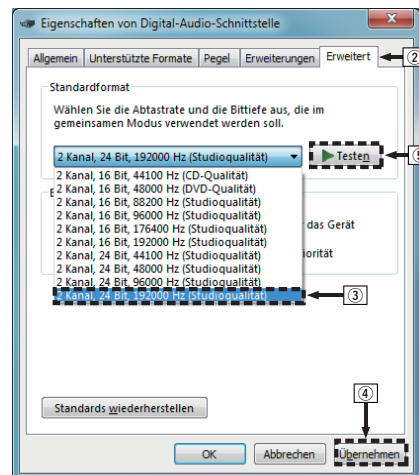 Eigenschaften von Digital-Audio-Schnittstelle
Allgemein Unterstützte Formate Pegel Erweiterungen Erweitert ②
Standardformat
Wählen Sie die Abtastrate und die Bittiefe aus, die im
gemeinsamen Modus verwendet werden soll.
2 Kanal, 24 Bit, 192000 Hz (Studioqualität) Testen ⑤
2 Kanal, 16 Bit, 44100 Hz (CD-Qualität)
2 Kanal, 16 Bit, 48000 Hz (DVD-Qualität)
2 Kanal, 16 Bit, 88200 Hz (Studioqualität)
2 Kanal, 16 Bit, 96000 Hz (Studioqualität)
2 Kanal, 16 Bit, 176400 Hz (Studioqualität) das Gerät
2 Kanal, 16 Bit, 192000 Hz (Studioqualität)
2 Kanal, 24 Bit, 44100 Hz (Studioqualität)
2 Kanal, 24 Bit, 48000 Hz (Studioqualität)
2 Kanal, 24 Bit, 96000 Hz (Studioqualität)
2 Kanal, 24 Bit, 192000 Hz (Studioqualität) ③
Standards wiederherstellen
④
OK Abbrechen Übernehmen